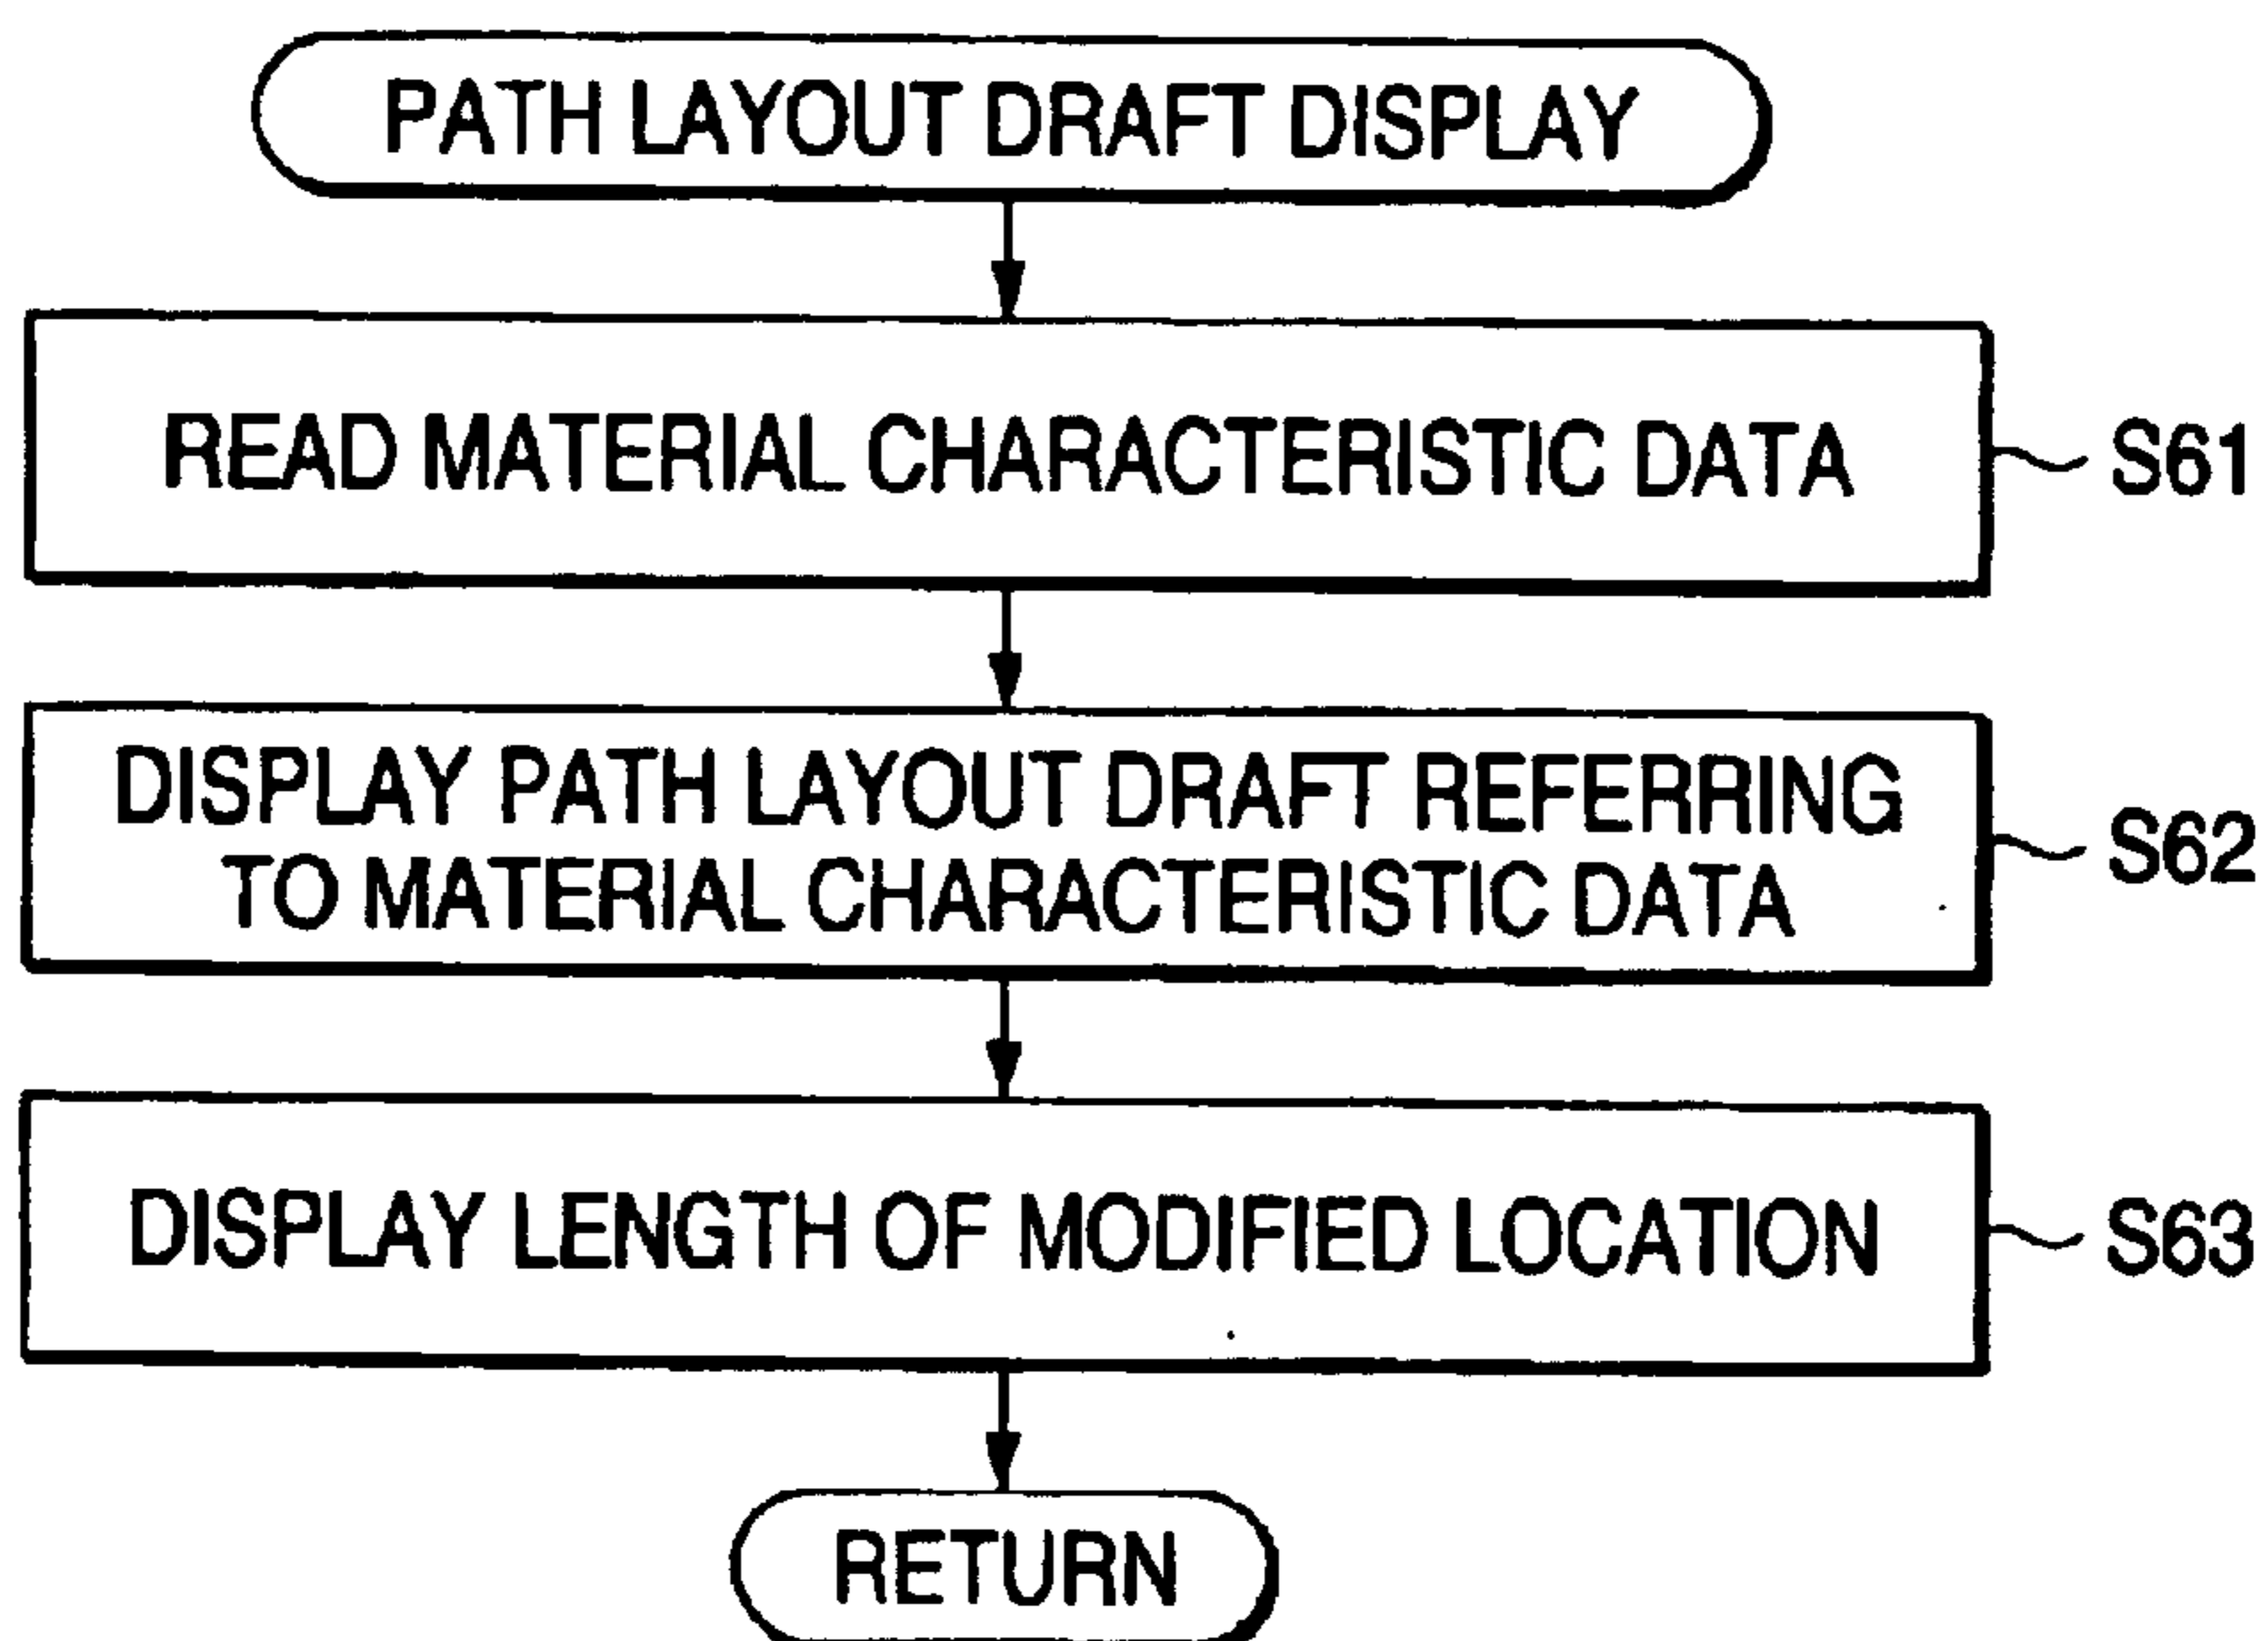 PATH LAYOUT DRAFT DISPLAY
READ MATERIAL CHARACTERISTIC DATA
S61
DISPLAY PATH LAYOUT DRAFT REFERRING
TO MATERIAL CHARACTERISTIC DATA
S62
DISPLAY LENGTH OF MODIFIED LOCATION
S63
RETURN